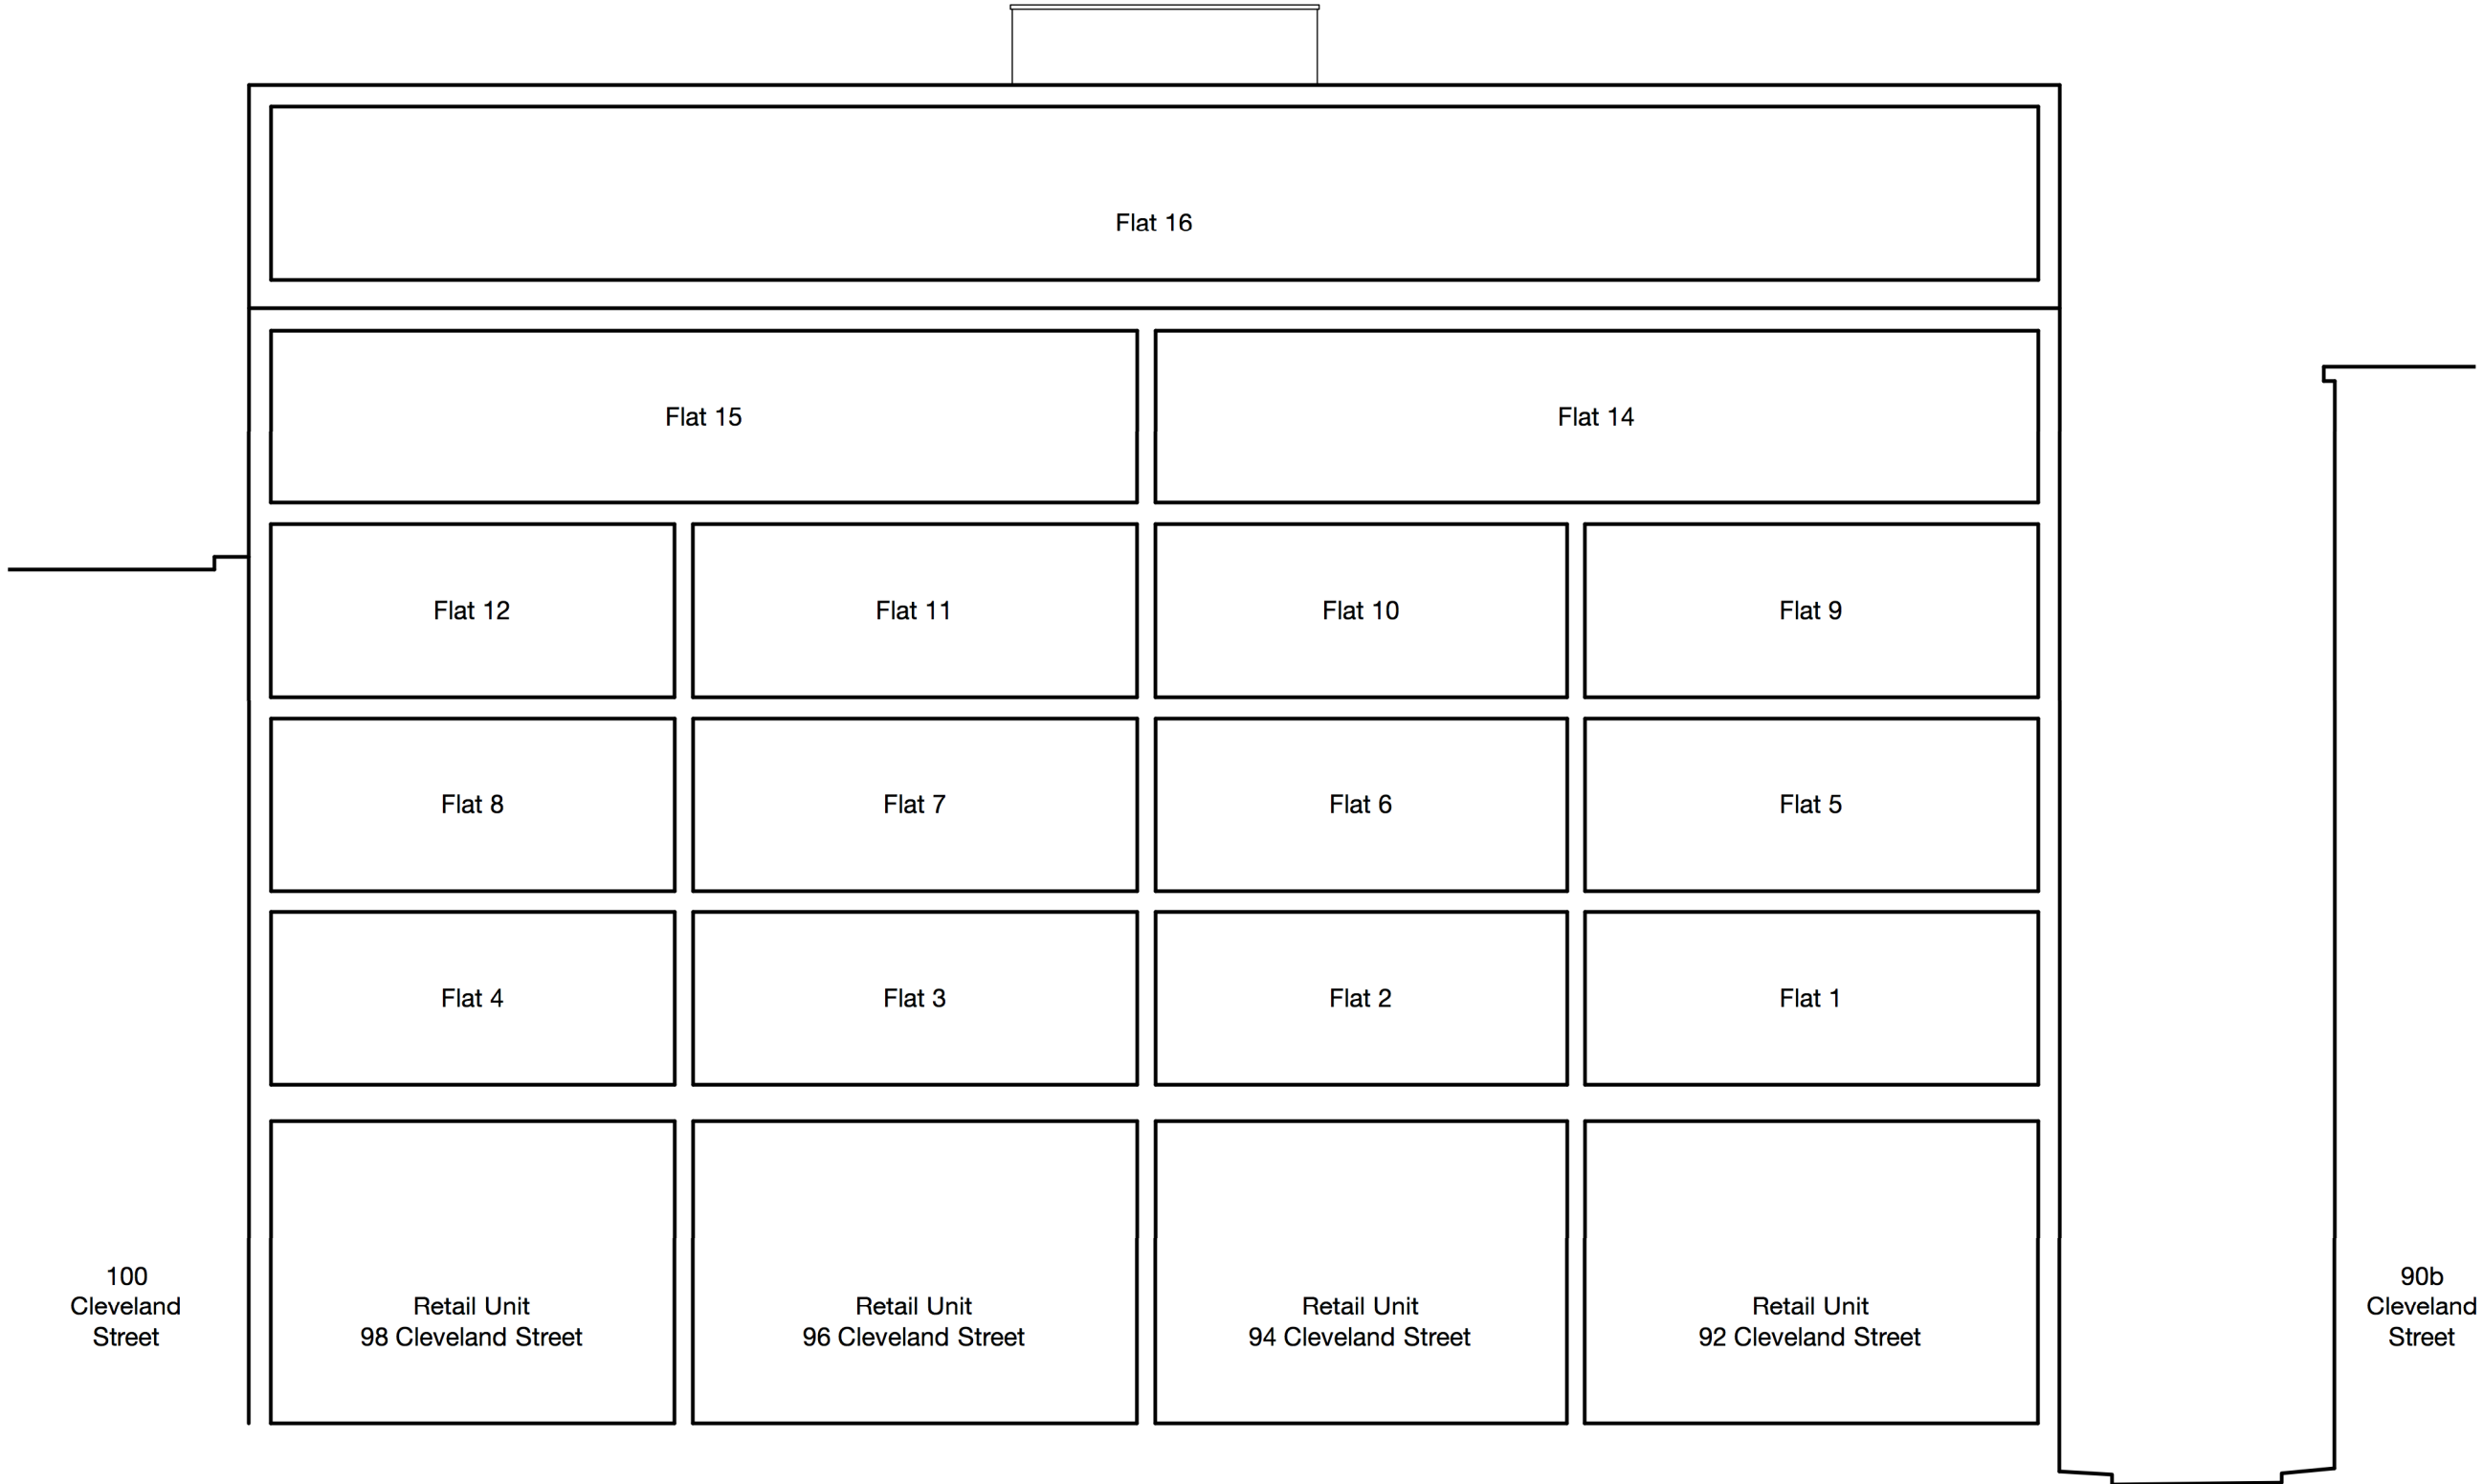 Flat 16
Flat 15
Flat 14
Flat 12
Flat 11
Flat 10
Flat 9
Flat 8
Flat 7
Flat 6
Flat 5
Flat 4
Flat 3
Flat 2
Flat 1
100
Cleveland
Street
Retail Unit
98 Cleveland Street
Retail Unit
96 Cleveland Street
Retail Unit
94 Cleveland Street
Retail Unit
92 Cleveland Street
90b
Cleveland
Street